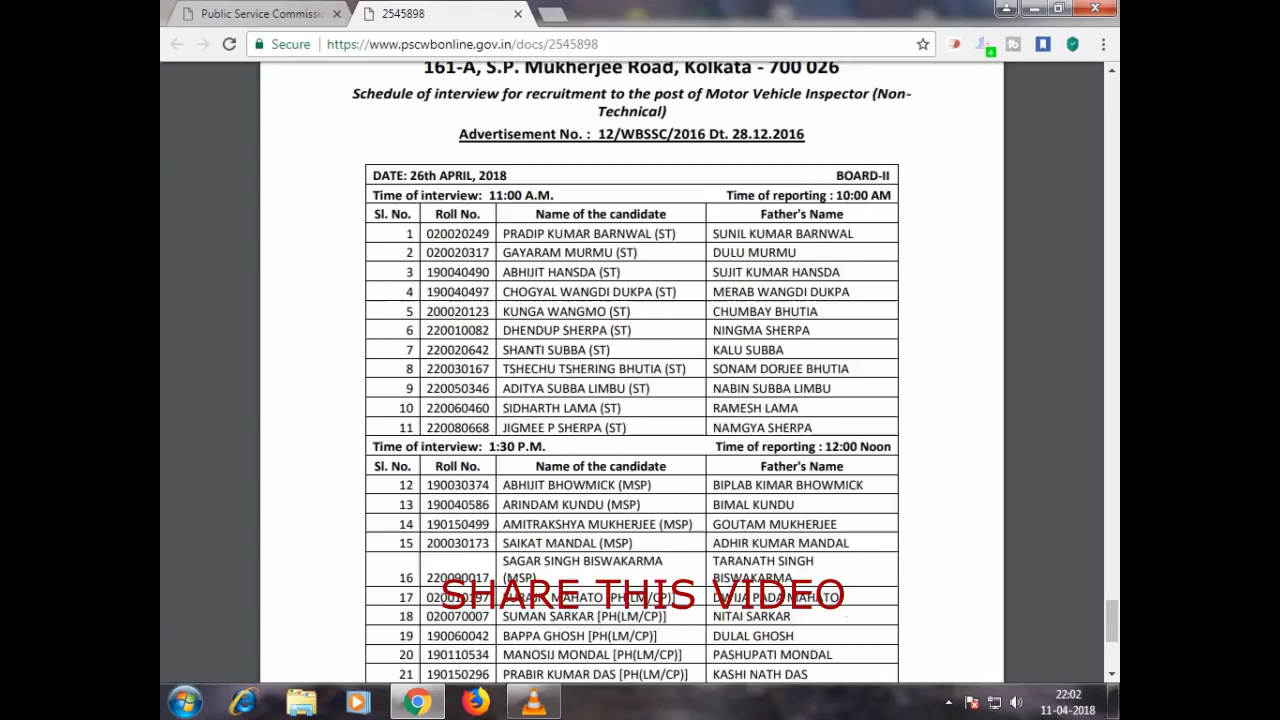 Public Service Commissi
2545898
Secure
https://www.pscwbonline.gov.in/docs/2545898
161-A, S.P. Mukherjee Road, Kolkata - 700 026
Schedule of interview for recruitment to the post of Motor Vehicle Inspector (Non-
Technical)
Advertisement No. : 12/WBSSC/2016 Dt. 28.12.2016
DATE: 26th APRIL, 2018 BOARD-II
Time of interview: 11:00 A.M. Time of reporting : 10:00 AM
Sl. No. Roll No. Name of the candidate Father's Name
1 020020249 PRADIP KUMAR BARNWAL (ST) SUNIL KUMAR BARNWAL
2 020020317 GAYARAM MURMU (ST) DULU MURMU
3 190040490 ABHIJIT HANSDA (ST) SUJIT KUMAR HANSDA
4 190040497 CHOGYAL WANGDI DUKPA (ST) MERAB WANGDI DUKPA
5 200020123 KUNGA WANGMO (ST) CHUMBAY BHUTIA
6 220010082 DHENDUP SHERPA (ST) NINGMA SHERPA
7 220020642 SHANTI SUBBA (ST) KALU SUBBA
8 220030167 TSHECHU TSHERING BHUTIA (ST) SONAM DORJEE BHUTIA
9 220050346 ADITYA SUBBA LIMBU (ST) NABIN SUBBA LIMBU
10 220060460 SIDHARTH LAMA (ST) RAMESH LAMA
11 220080668 JIGMEE P SHERPA (ST) NAMGYA SHERPA
Time of interview: 1:30 P.M. Time of reporting : 12:00 Noon
Sl. No. Roll No. Name of the candidate Father's Name
12 190030374 ABHIJIT BHOWMICK (MSP) BIPLAB KIMAR BHOWMICK
13 190040586 ARINDAM KUNDU (MSP) BIMAL KUNDU
14 190150499 AMITRAKSHYA MUKHERJEE (MSP) GOUTAM MUKHERJEE
15 200030173 SAIKAT MANDAL (MSP) ADHIR KUMAR MANDAL
SAGAR SINGH BISWAKARMA TARANATH SINGH
16 220090017 (MSP) BISWAKARMA
SHARE THIS VIDEO
17 MAHATO [PH(LM/CP)] PADA MAHATO
18 020070007 SUMAN SARKAR [PH(LM/CP)] NITAI SARKAR
19 190060042 BAPPA GHOSH [PH(LM/CP)] DULAL GHOSH
20 190110534 MANOSIJ MONDAL [PH(LM/CP)] PASHUPATI MONDAL
21 190150296 PRABIR KUMAR DAS [PH(LM/CP)] KASHI NATH DAS
22:02
11-04-2018